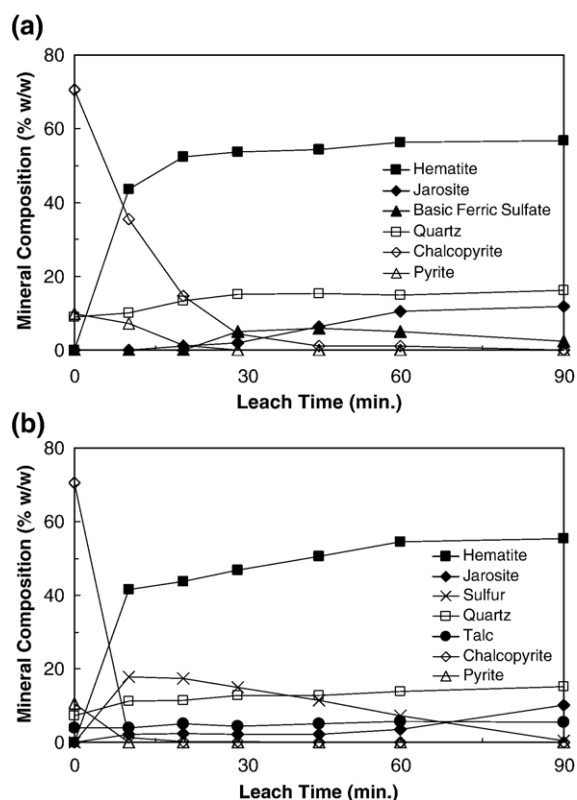 (a)
80
60
40
20
0
Mineral Composition (% w/w)
Hematite
Jarosite
Basic Ferric Sulfate
Quartz
Chalcopyrite
Pyrite
0 30 60 90
Leach Time (min.)
(b)
80
60
40
20
0
Mineral Composition (% w/w)
Hematite
Jarosite
Sulfur
Quartz
Talc
Chalcopyrite
Pyrite
0 30 60 90
Leach Time (min.)